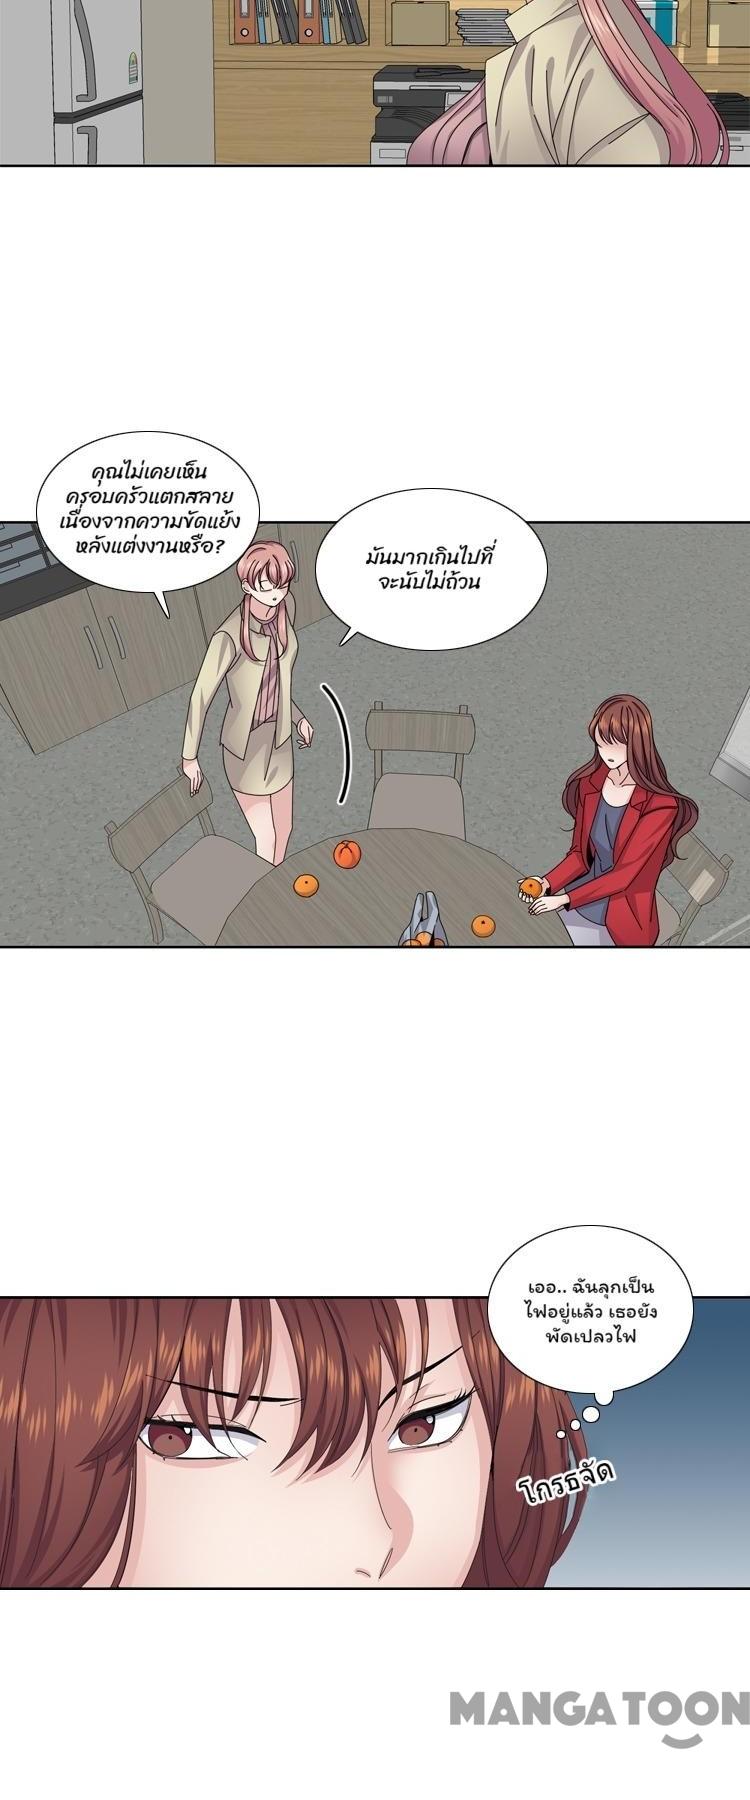 คุณไม่เคยเห็น
ครอบครัวแตกสลาย
เนื่องจากความขัดแย้ง
หลังแต่งงานหรือ?
มันมากเกินไปที่
จะนับไม่ถ้วน
เออ.. ฉันลุกเป็น
ไฟอยู่แล้ว เธอยัง
พัดเปลวไฟ
โกรธจัด
MANGATOON